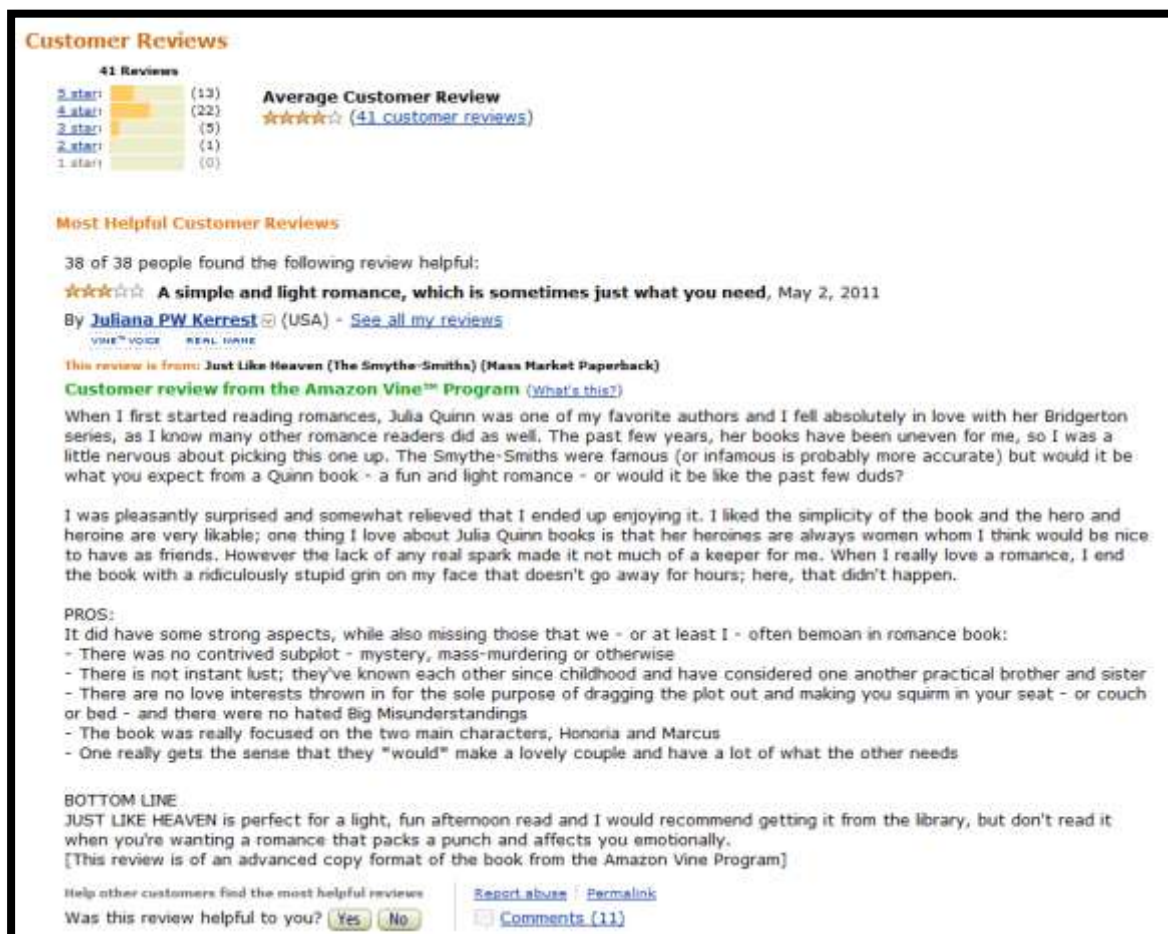 Customer Reviews
41 Reviews
5 star: (13)
4 star: (22)
3 star: (5)
2 star: (1)
1 star: (0)
Average Customer Review
(41 customer reviews)
Most Helpful Customer Reviews
38 of 38 people found the following review helpful:
A simple and light romance, which is sometimes just what you need, May 2, 2011
By Juliana PW Kerrest (USA) - See all my reviews
VINE™ VOICE REAL NAME
This review is from: Just Like Heaven (The Smythe-Smiths) (Mass Market Paperback)
Customer review from the Amazon Vine™ Program (What's this?)
When I first started reading romances, Julia Quinn was one of my favorite authors and I fell absolutely in love with her Bridgerton
series, as I know many other romance readers did as well. The past few years, her books have been uneven for me, so I was a
little nervous about picking this one up. The Smythe-Smiths were famous (or infamous is probably more accurate) but would it be
what you expect from a Quinn book - a fun and light romance - or would it be like the past few duds?
I was pleasantly surprised and somewhat relieved that I ended up enjoying it. I liked the simplicity of the book and the hero and
heroine are very likable; one thing I love about Julia Quinn books is that her heroines are always women whom I think would be nice
to have as friends. However the lack of any real spark made it not much of a keeper for me. When I really love a romance, I end
the book with a ridiculously stupid grin on my face that doesn't go away for hours; here, that didn't happen.
PROS:
It did have some strong aspects, while also missing those that we - or at least I - often bemoan in romance book:
- There was no contrived subplot - mystery, mass-murdering or otherwise
- There is not instant lust; they've known each other since childhood and have considered one another practical brother and sister
- There are no love interests thrown in for the sole purpose of dragging the plot out and making you squirm in your seat - or couch
or bed - and there were no hated Big Misunderstandings
- The book was really focused on the two main characters, Honoria and Marcus
- One really gets the sense that they *would* make a lovely couple and have a lot of what the other needs
BOTTOM LINE
JUST LIKE HEAVEN is perfect for a light, fun afternoon read and I would recommend getting it from the library, but don't read it
when you're wanting a romance that packs a punch and affects you emotionally.
[This review is of an advanced copy format of the book from the Amazon Vine Program]
Help other customers find the most helpful reviews
Was this review helpful to you? Yes No
Report abuse Permalink
Comments (11)